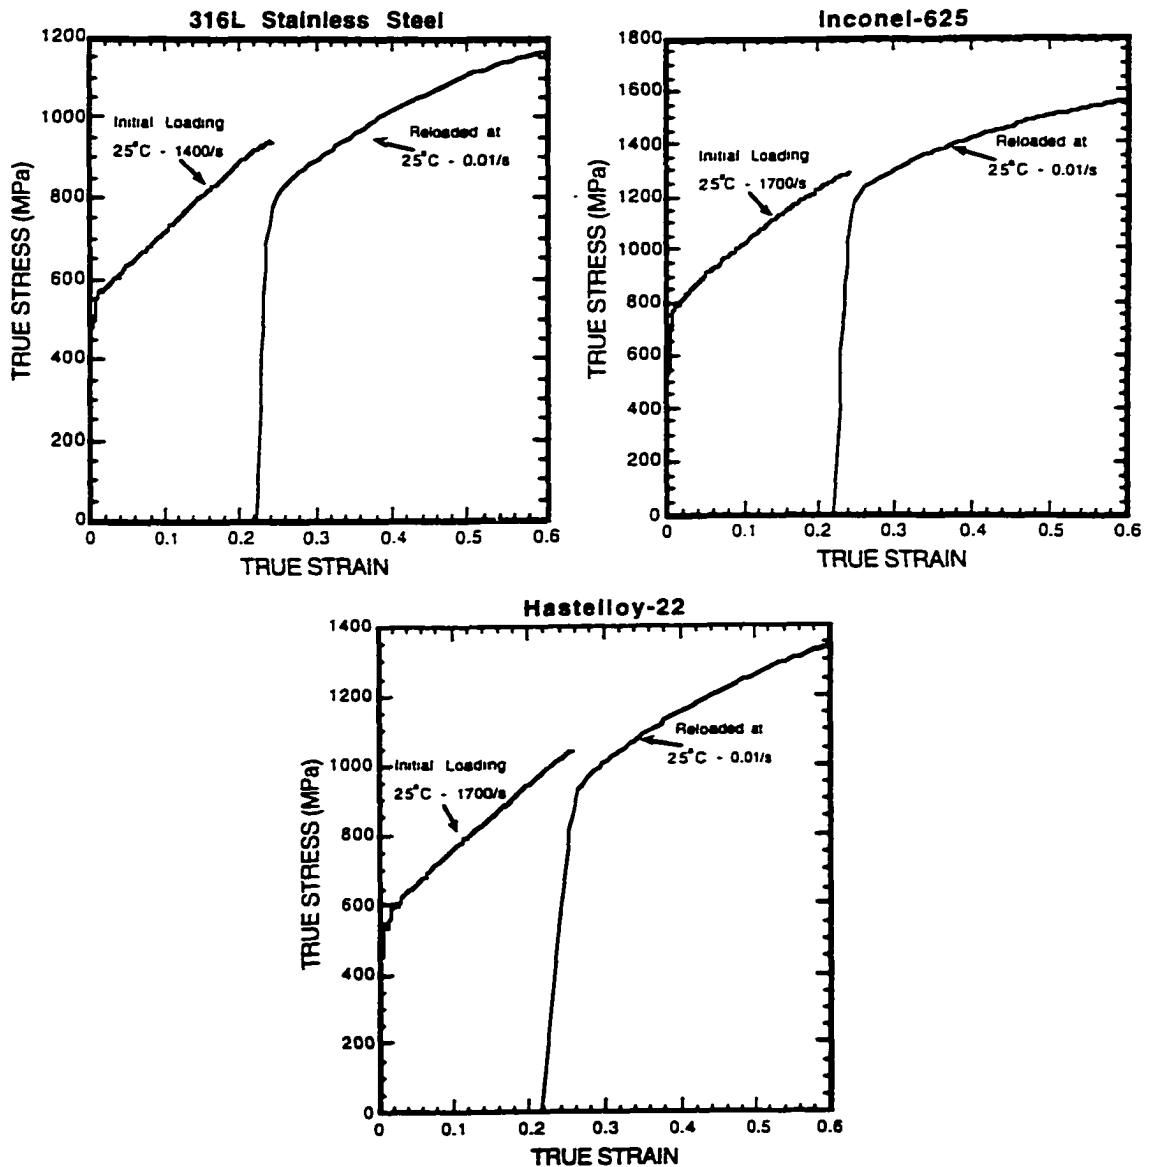 316L Stainless Steel
1200
1000
800
600
400
200
0
TRUE STRESS (MPa)
Initial Loading
25°C - 1400/s
Reloaded at
25°C - 0.01/s
0 0.1 0.2 0.3 0.4 0.5 0.6
TRUE STRAIN
Inconel-625
1800
1600
1400
1200
1000
800
600
400
200
0
TRUE STRESS (MPa)
Initial Loading
25°C - 1700/s
Reloaded at
25°C - 0.01/s
0 0.1 0.2 0.3 0.4 0.5 0.6
TRUE STRAIN
Hastelloy-22
1400
1200
1000
800
600
400
200
0
TRUE STRESS (MPa)
Initial Loading
25°C - 1700/s
Reloaded at
25°C - 0.01/s
0 0.1 0.2 0.3 0.4 0.5 0.6
TRUE STRAIN